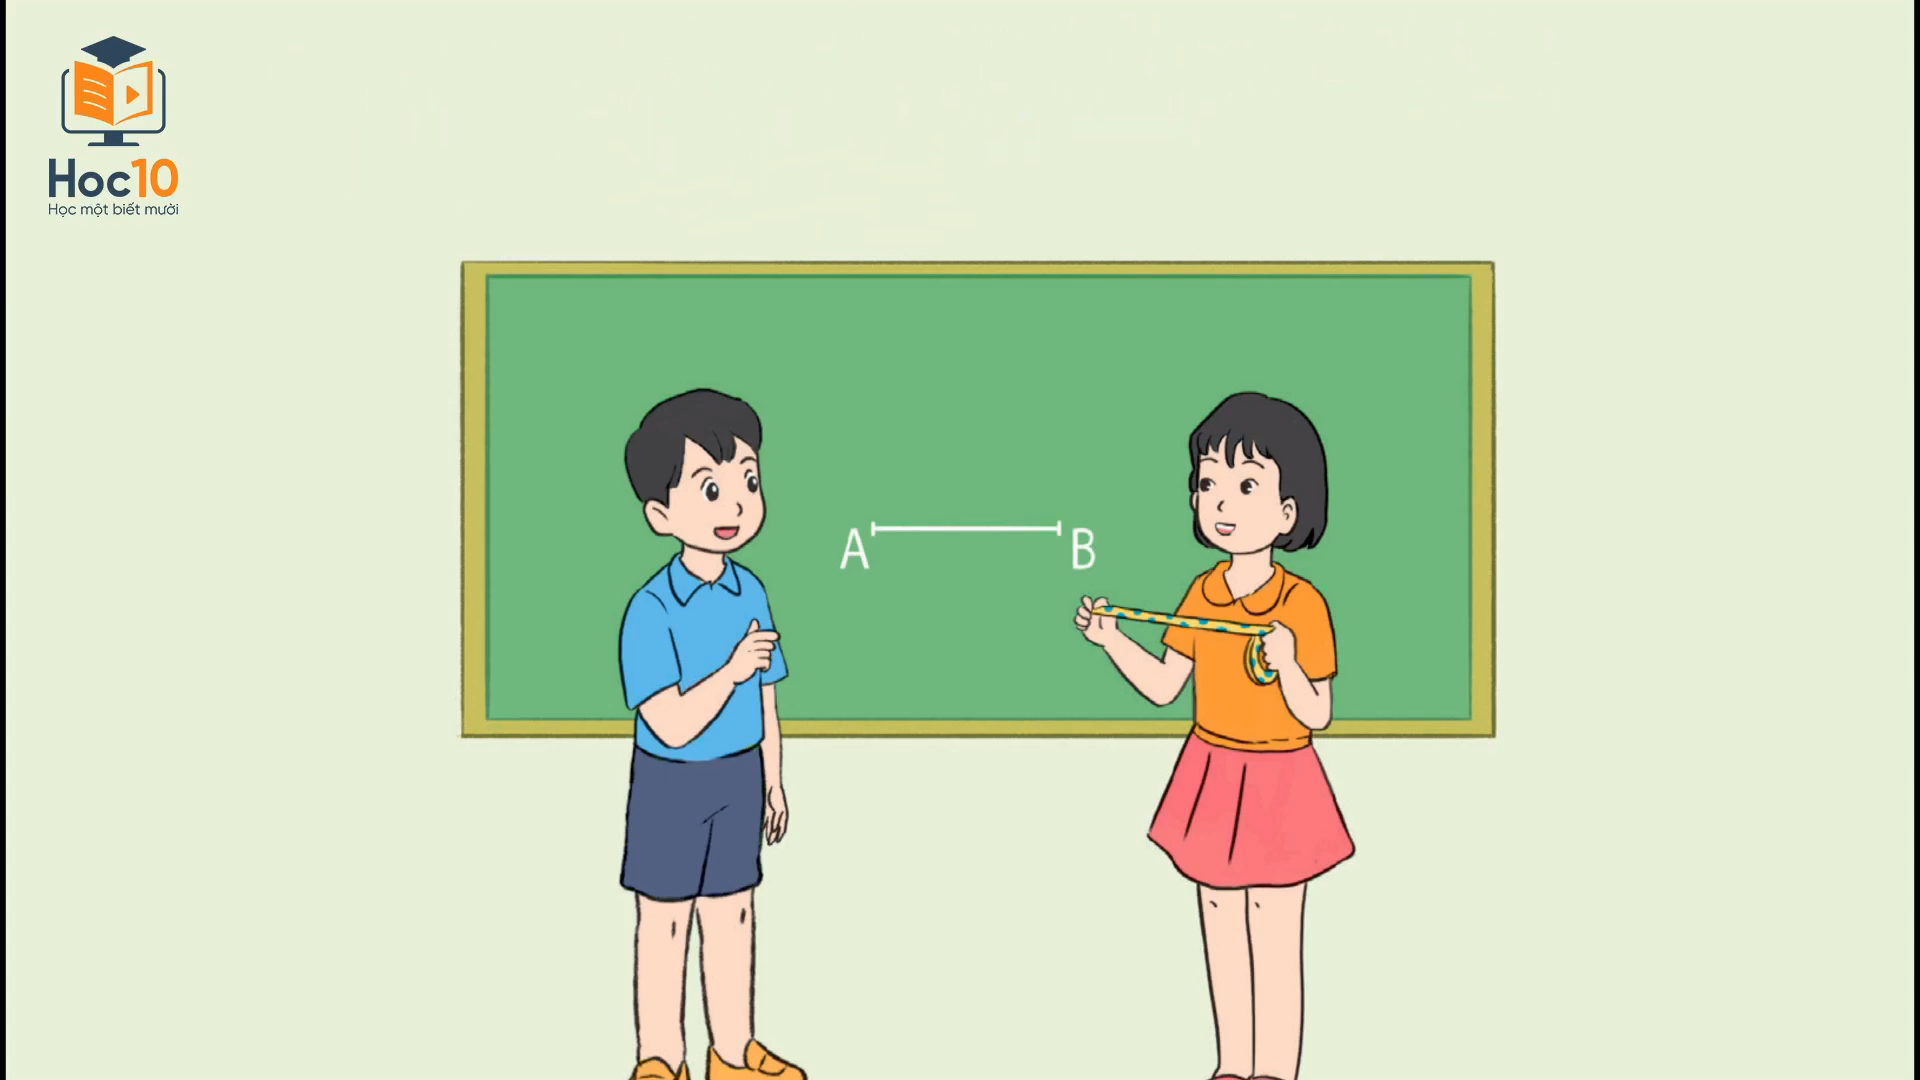 Hoc10
Học một biết mười
A
B